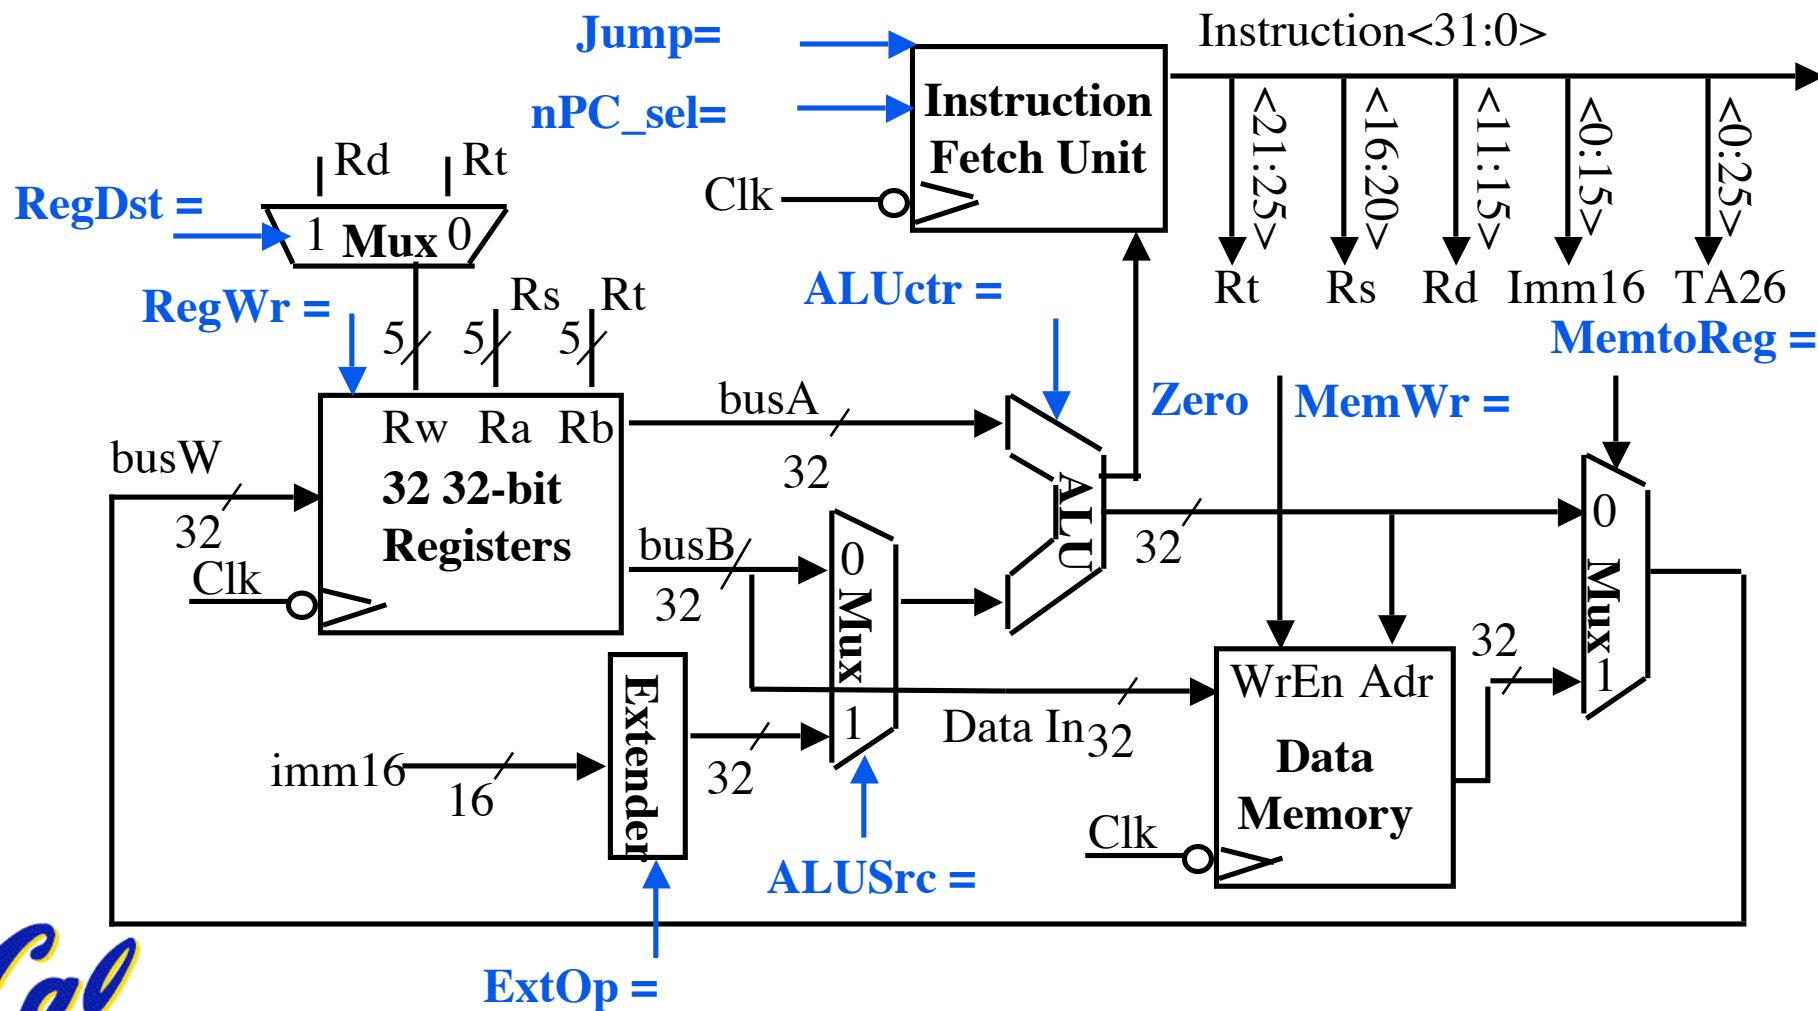 Jump=
Instruction<31:0>
nPC_sel=
Instruction
Fetch Unit
Clk
<21:25>
<16:20>
<11:15>
<0:15>
<0:25>
Rt
Rs
Rd
Imm16
TA26
Rd
Rt
RegDst =
1 Mux 0
RegWr =
5
5
Rs
5
Rt
ALUctr =
Zero
MemWr =
MemtoReg =
busW
32
Rw Ra Rb
32 32-bit
Registers
Clk
busA
32
busB
32
0
Mux
1
ALU
32
0
Mux
1
imm16
16
Extender
32
ExtOp =
ALUSrc =
Data In
32
WrEn Adr
Data
Memory
Clk
32
Cal